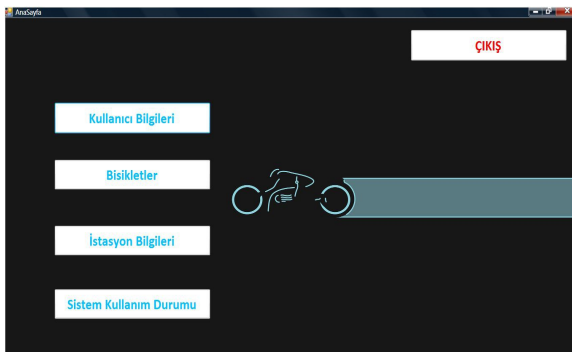 AnaSayfa
ÇIKIŞ
Kullanıcı Bilgileri
Bisikletler
İstasyon Bilgileri
Sistem Kullanım Durumu